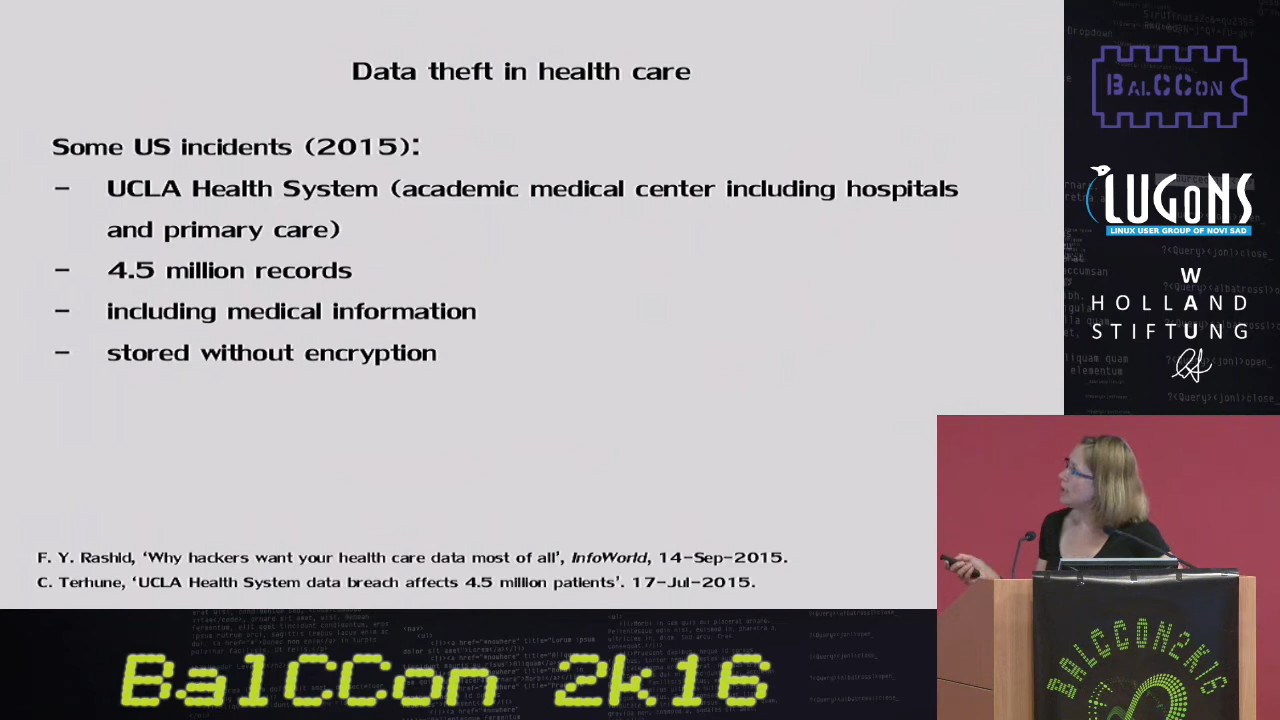 Data theft in health care
Some US incidents (2015):
- UCLA Health System (academic medical center including hospitals
and primary care)
- 4.5 million records
- including medical information
- stored without encryption
F. Y. Rashid, ‘Why hackers want your health care data most of all’, InfoWorld, 14-Sep-2015.
C. Terhune, ‘UCLA Health System data breach affects 4.5 million patients’. 17-Jul-2015.
BALCCON
LUGONS
LINUX USER GROUP OF NOVI SAD
W
HOLLAND
STIFTUNG
BALCCON2K16
BalCCon 2k16